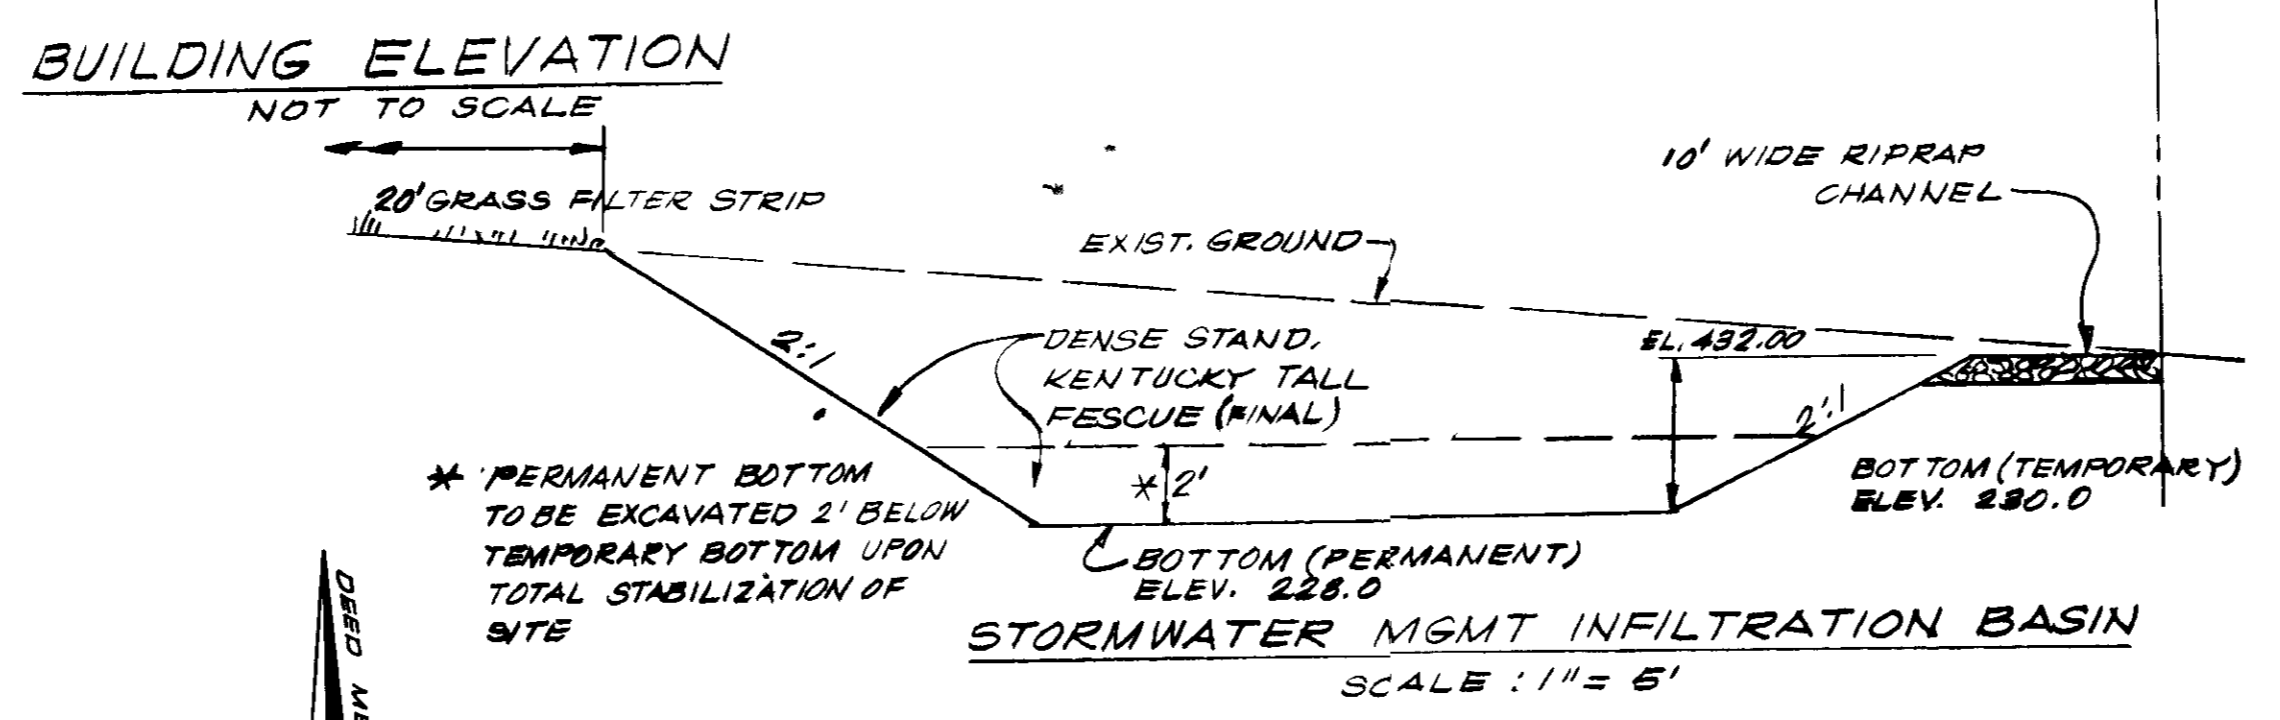 BUILDING ELEVATION
NOT TO SCALE
20' GRASS FILTER STRIP
10' WIDE RIPRAP
CHANNEL
EXIST. GROUND
2:1
DENSE STAND,
KENTUCKY TALL
FESCUE (FINAL)
EL. 432.00
2:1
* 2'
* PERMANENT BOTTOM
TO BE EXCAVATED 2' BELOW
TEMPORARY BOTTOM UPON
TOTAL STABILIZATION OF
SITE
BOTTOM (TEMPORARY)
ELEV. 230.0
BOTTOM (PERMANENT)
ELEV. 228.0
STORMWATER MGMT INFILTRATION BASIN
SCALE : 1" = 5'
DEED